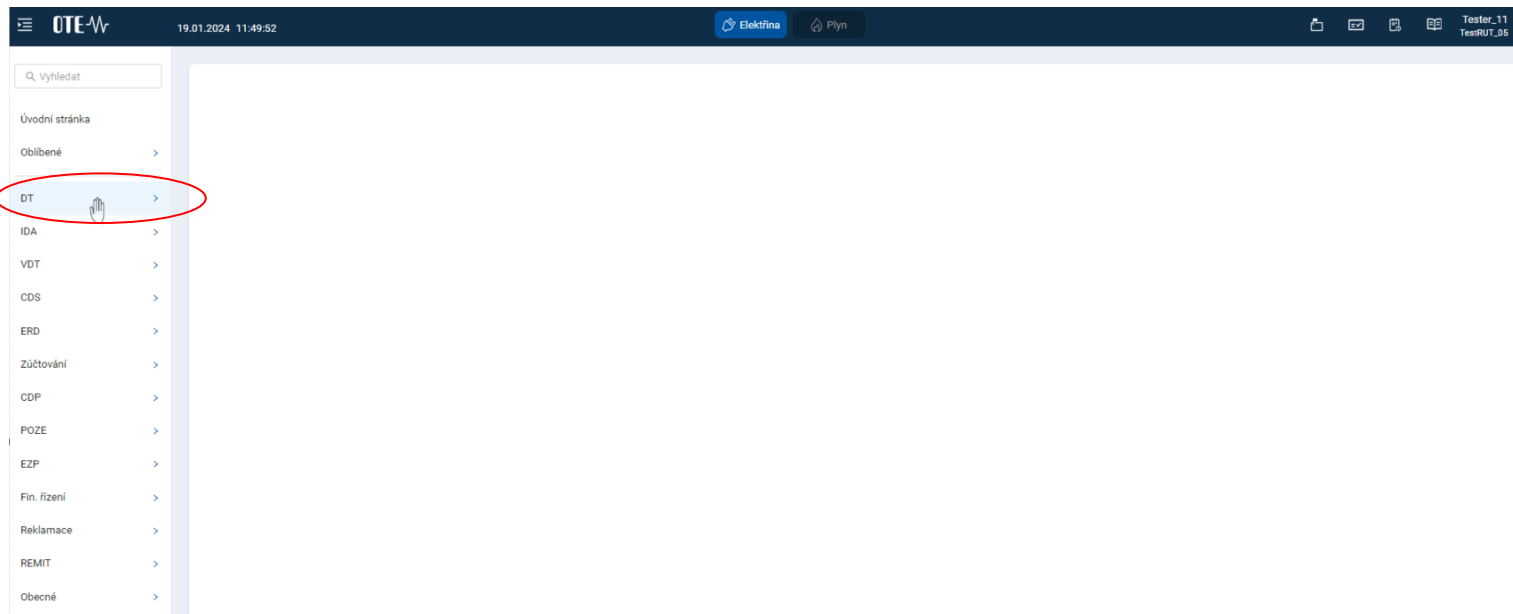 OTE
19.01.2024 11:49:52
Elektřina
Plyn
Tester_11
TestRUT_05
Vyhledat
Úvodní stránka
Oblíbené
DT
IDA
VDT
CDS
ERD
Zúčtování
CDP
POZE
EZP
Fin. řízení
Reklamace
REMIT
Obecné